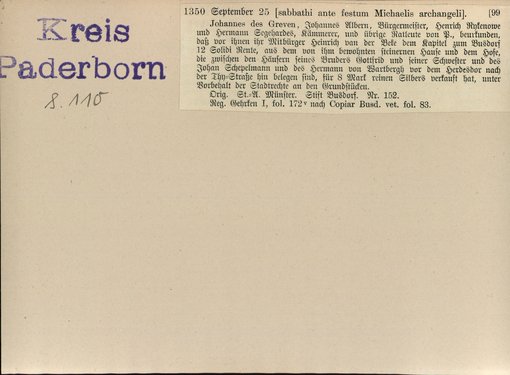 Kreis
Paderborn
8.110
1350 September 25 [sabbathi ante festum Michaelis archangeli]. [99
Johannes des Greven, Johannes Albern, Bürgermeister, Henrich Rykenowe
und Hermann Segehardes, Kämmerer, und übrige Ratleute von P., beurkunden,
daß vor ihnen ihr Mitbürger Heinrich van der Beke dem Kapitel zum Busdorf
12 Solidi Rente, aus dem von ihm bewohnten steinernen Hause und dem Hofe,
die zwischen den Häusern seines Bruders Gottfrid und seiner Schwester und des
Johan Schepelmann und des Hermann von Wartbergh vor dem Herdesdor nach
der Thy-Straße hin belegen sind, für 8 Mark reinen Silbers verkauft hat, unter
Vorbehalt der Stadtrechte an den Grundstücken.
Orig. St.-A. Münster. Stift Busdorf. Nr. 152.
Reg. Gehrken I, fol. 172v nach Copiar Busd. vet. fol. 83.